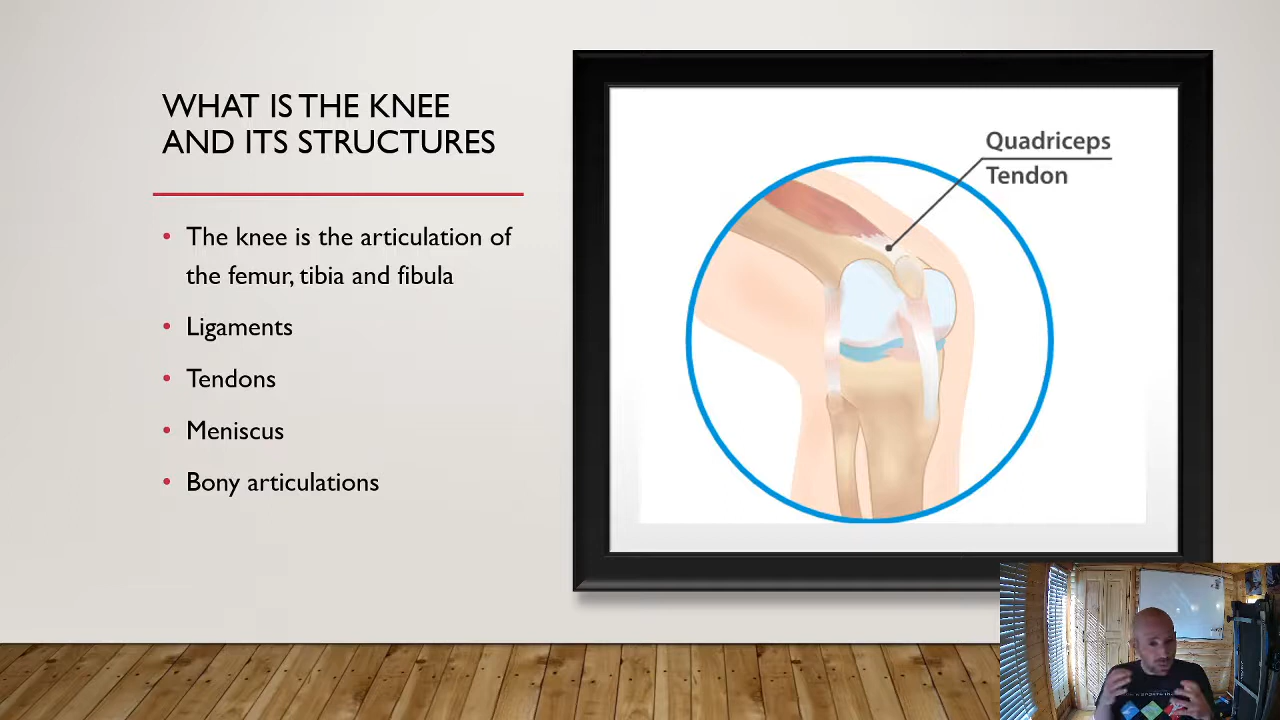 WHAT IS THE KNEE
AND ITS STRUCTURES
• The knee is the articulation of
the femur, tibia and fibula
• Ligaments
• Tendons
• Meniscus
• Bony articulations
Quadriceps
Tendon